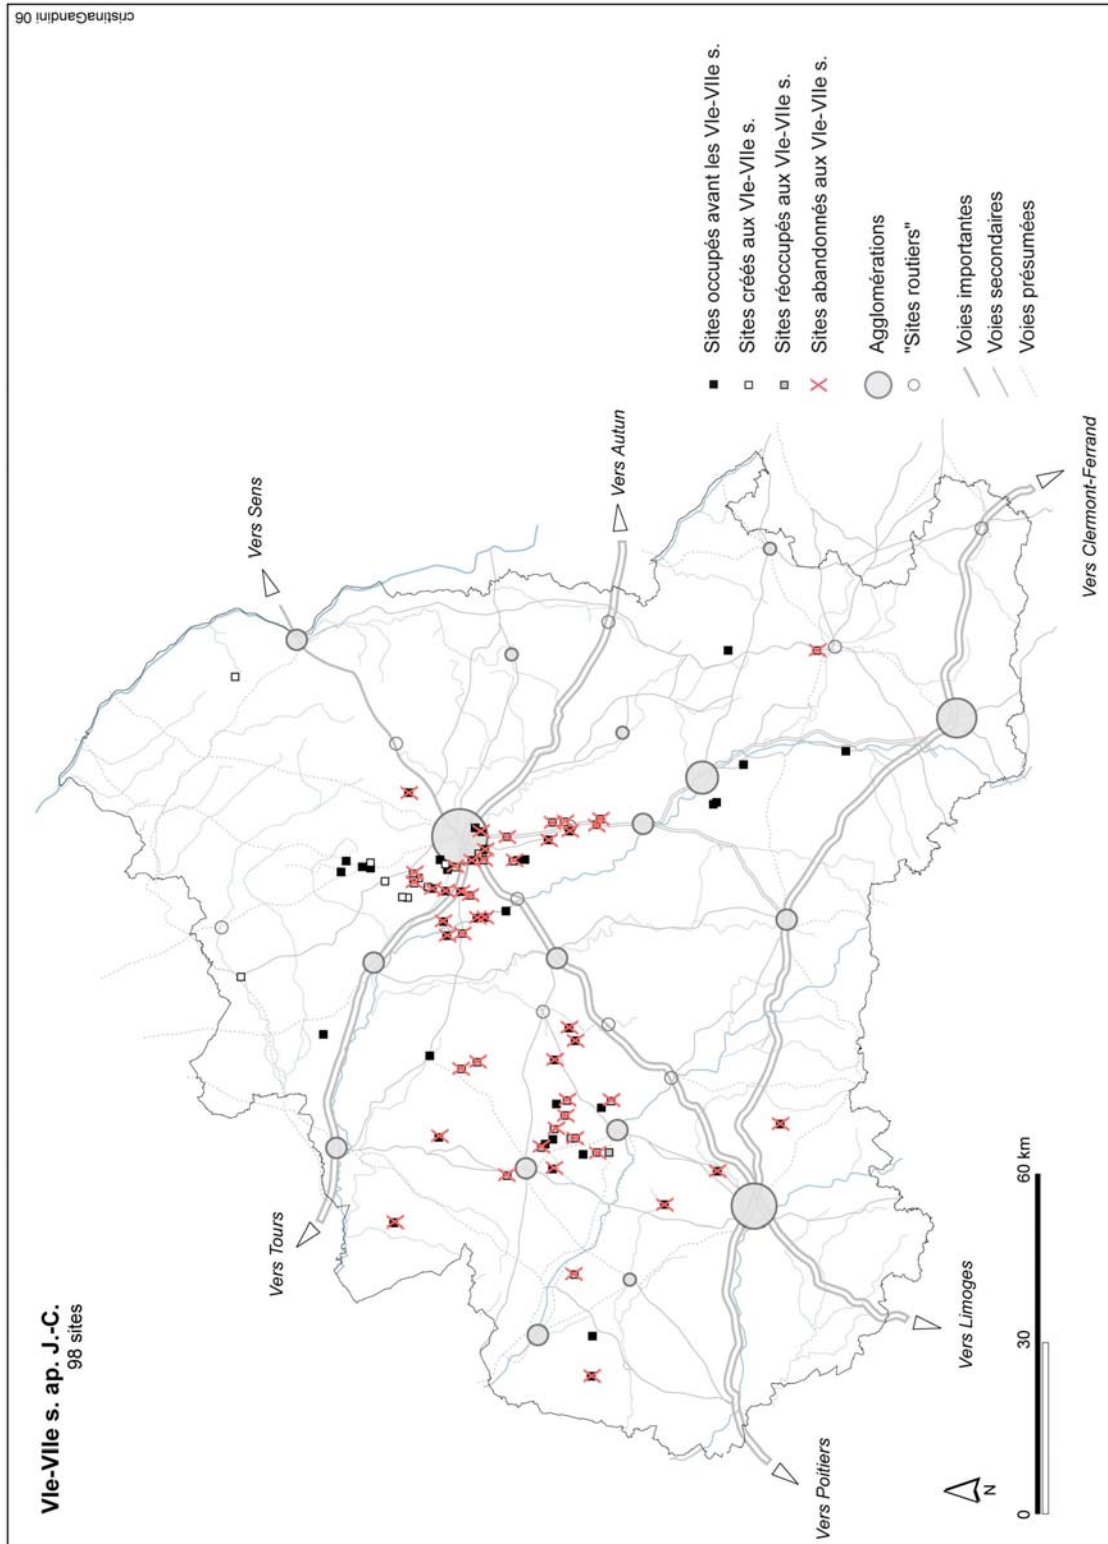 VIe-VIIe s. ap. J.-C.
98 sites
cristinaGandini 06
Vers Sens
Vers Tours
Vers Autun
Vers Poitiers
Vers Limoges
Vers Clermont-Ferrand
N
0
30
60 km
Sites occupés avant les VIe-VIIe s.
Sites créés aux VIe-VIIe s.
Sites réoccupés aux VIe-VIIe s.
Sites abandonnés aux VIe-VIIe s.
Agglomérations
"Sites routiers"
Voies importantes
Voies secondaires
Voies présumées